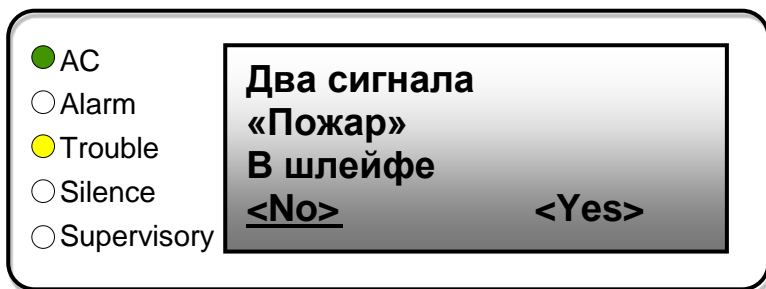 AC
Alarm
Trouble
Silence
Supervisory
Два сигнала
«Пожар»
В шлейфе
<No> <Yes>